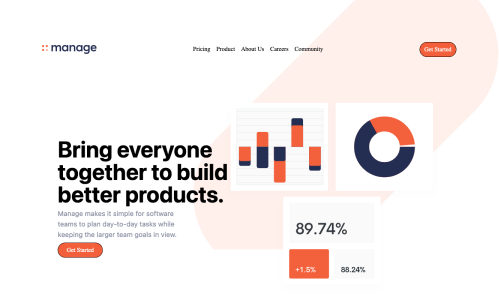 manage
Pricing Product About Us Careers Community
Get Started
Bring everyone
together to build
better products.
Manage makes it simple for software
teams to plan day-to-day tasks while
keeping the larger team goals in view.
Get Started
89.74%
+1.5%
88.24%